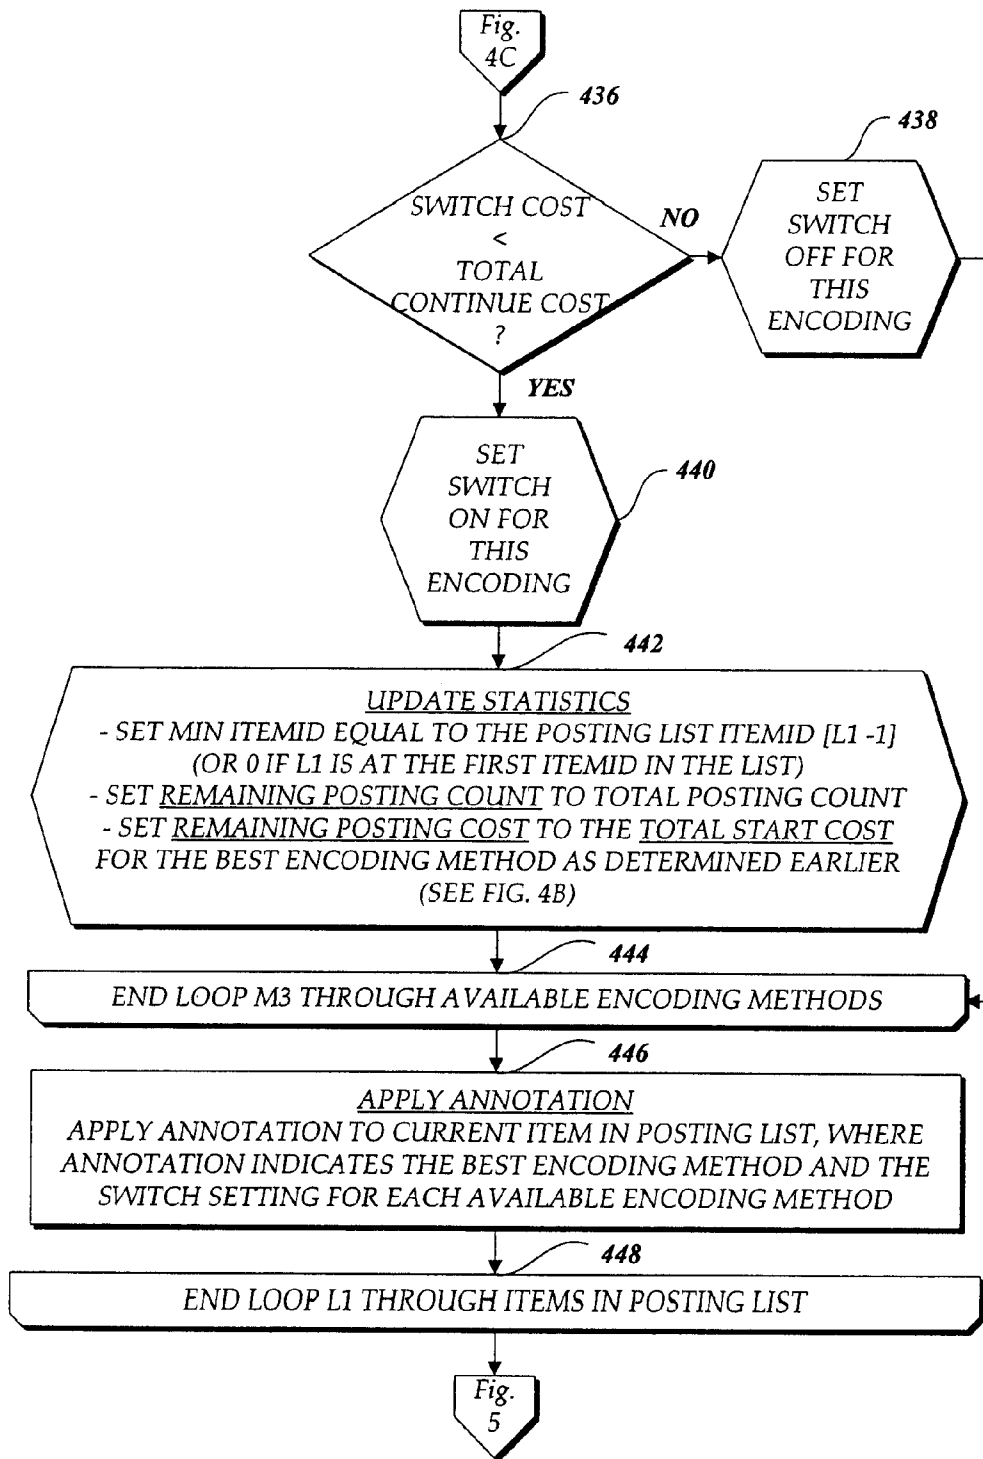 Fig.
4C
436
438
SWITCH COST
<
TOTAL
CONTINUE COST
?
NO
SET
SWITCH
OFF FOR
THIS
ENCODING
YES
SET
SWITCH
ON FOR
THIS
ENCODING
440
442
UPDATE STATISTICS
- SET MIN ITEMID EQUAL TO THE POSTING LIST ITEMID [L1 -1]
(OR 0 IF L1 IS AT THE FIRST ITEMID IN THE LIST)
- SET REMAINING POSTING COUNT TO TOTAL POSTING COUNT
- SET REMAINING POSTING COST TO THE TOTAL START COST
FOR THE BEST ENCODING METHOD AS DETERMINED EARLIER
(SEE FIG. 4B)
444
END LOOP M3 THROUGH AVAILABLE ENCODING METHODS
446
APPLY ANNOTATION
APPLY ANNOTATION TO CURRENT ITEM IN POSTING LIST, WHERE
ANNOTATION INDICATES THE BEST ENCODING METHOD AND THE
SWITCH SETTING FOR EACH AVAILABLE ENCODING METHOD
448
END LOOP L1 THROUGH ITEMS IN POSTING LIST
Fig.
5